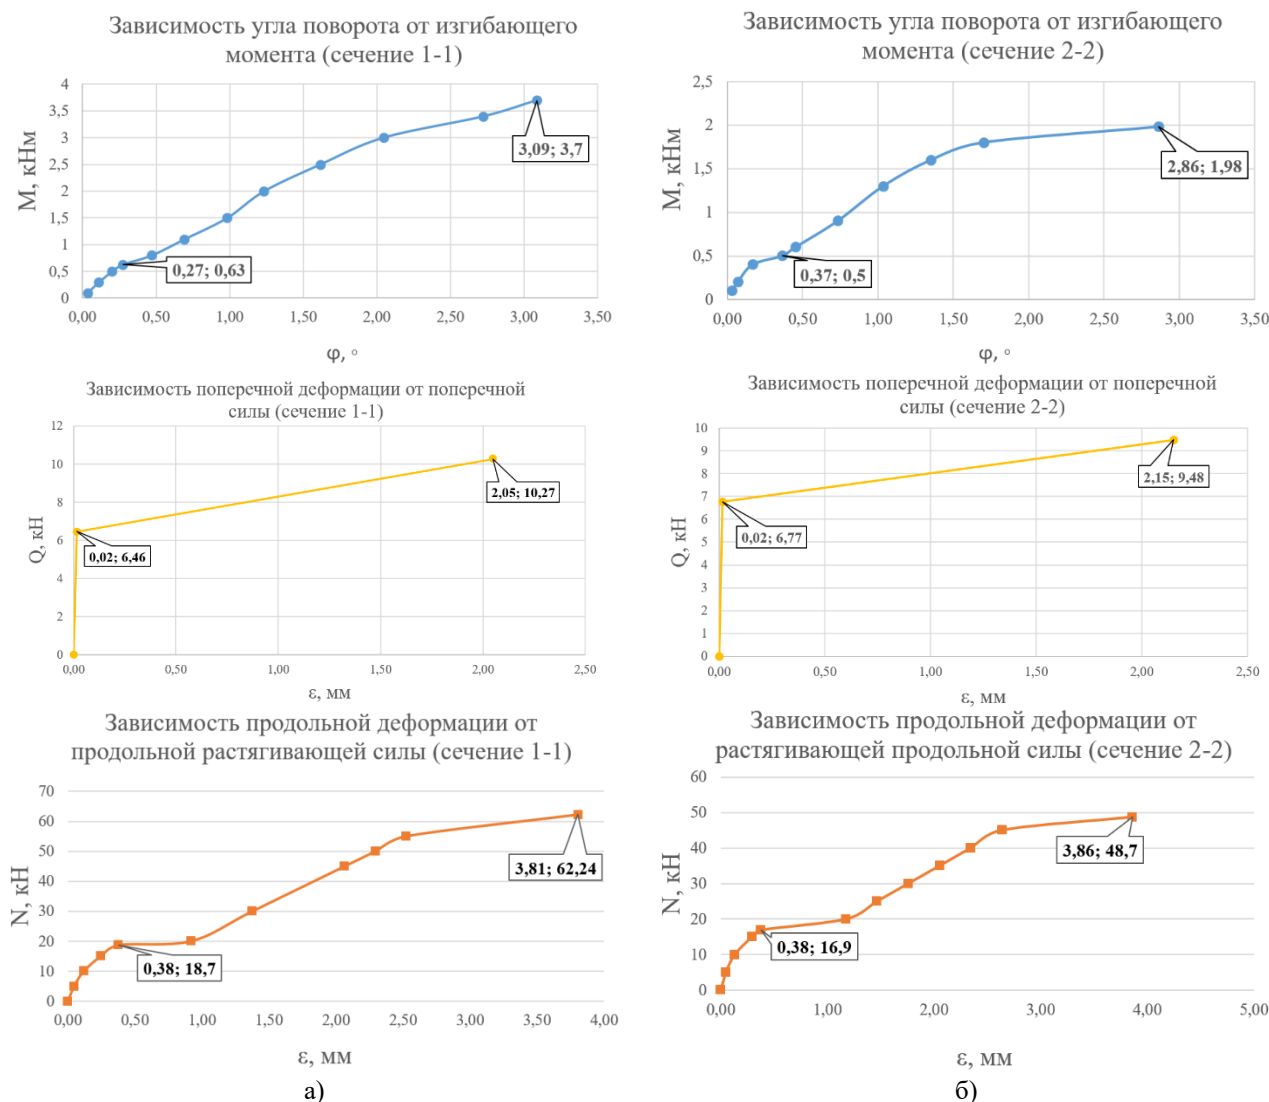 Зависимость угла поворота от изгибающего
момента (сечение 1-1)
4
3,5
3
2,5
2
1,5
1
0,5
0
М, кНм
3,09; 3,7
0,27; 0,63
0,00 0,50 1,00 1,50 2,00 2,50 3,00 3,50
φ, °
Зависимость угла поворота от изгибающего
момента (сечение 2-2)
2,5
2
1,5
1
0,5
0
М, кНм
2,86; 1,98
0,37; 0,5
0,00 0,50 1,00 1,50 2,00 2,50 3,00 3,50
φ, °
Зависимость поперечной деформации от поперечной
силы (сечение 1-1)
12
10
8
6
4
2
0
Q, кН
2,05; 10,27
0,02; 6,46
0,00 0,50 1,00 1,50 2,00 2,50
ε, мм
Зависимость поперечной деформации от поперечной
силы (сечение 2-2)
10
9
8
7
6
5
4
3
2
1
0
Q, кН
2,15; 9,48
0,02; 6,77
0,00 0,50 1,00 1,50 2,00 2,50
ε, мм
Зависимость продольной деформации от
продольной растягивающей силы (сечение 1-1)
70
60
50
40
30
20
10
0
N, кН
3,81; 62,24
0,38; 18,7
0,00 0,50 1,00 1,50 2,00 2,50 3,00 3,50 4,00
ε, мм
а)
Зависимость продольной деформации от
растягивающей продольной силы (сечение 2-2)
60
50
40
30
20
10
0
N, кН
3,86; 48,7
0,38; 16,9
0,00 1,00 2,00 3,00 4,00 5,00
ε, мм
б)